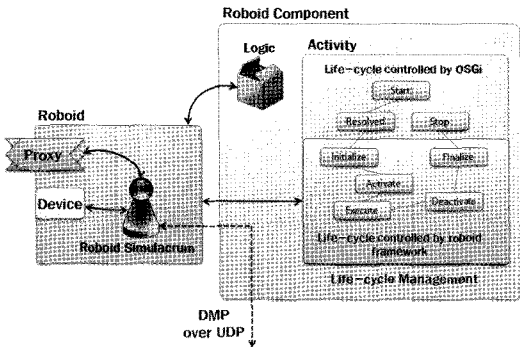 Roboid Component
Logic
Activity
Life-cycle controlled by OSGi
Start
Resolved
Stop
Initialize
Finalize
Activate
Deactivate
Execute
Life-cycle controlled by roboid
framework
Life-cycle Management
Roboid
Proxy
Device
Roboid Simulacrum
DMP
over UDP